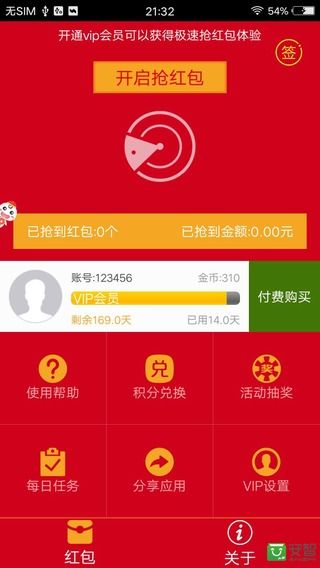 无SIM 21:32 54%
开通vip会员可以获得极速抢红包体验
签
开启抢红包
已抢到红包:0个 已抢到金额:0.00元
账号:123456 金币:310
VIP会员
剩余169.0天 已用14.0天
付费购买
兑
奖
使用帮助 积分兑换 活动抽奖
每日任务 分享应用 VIP设置
红包 关于
安智